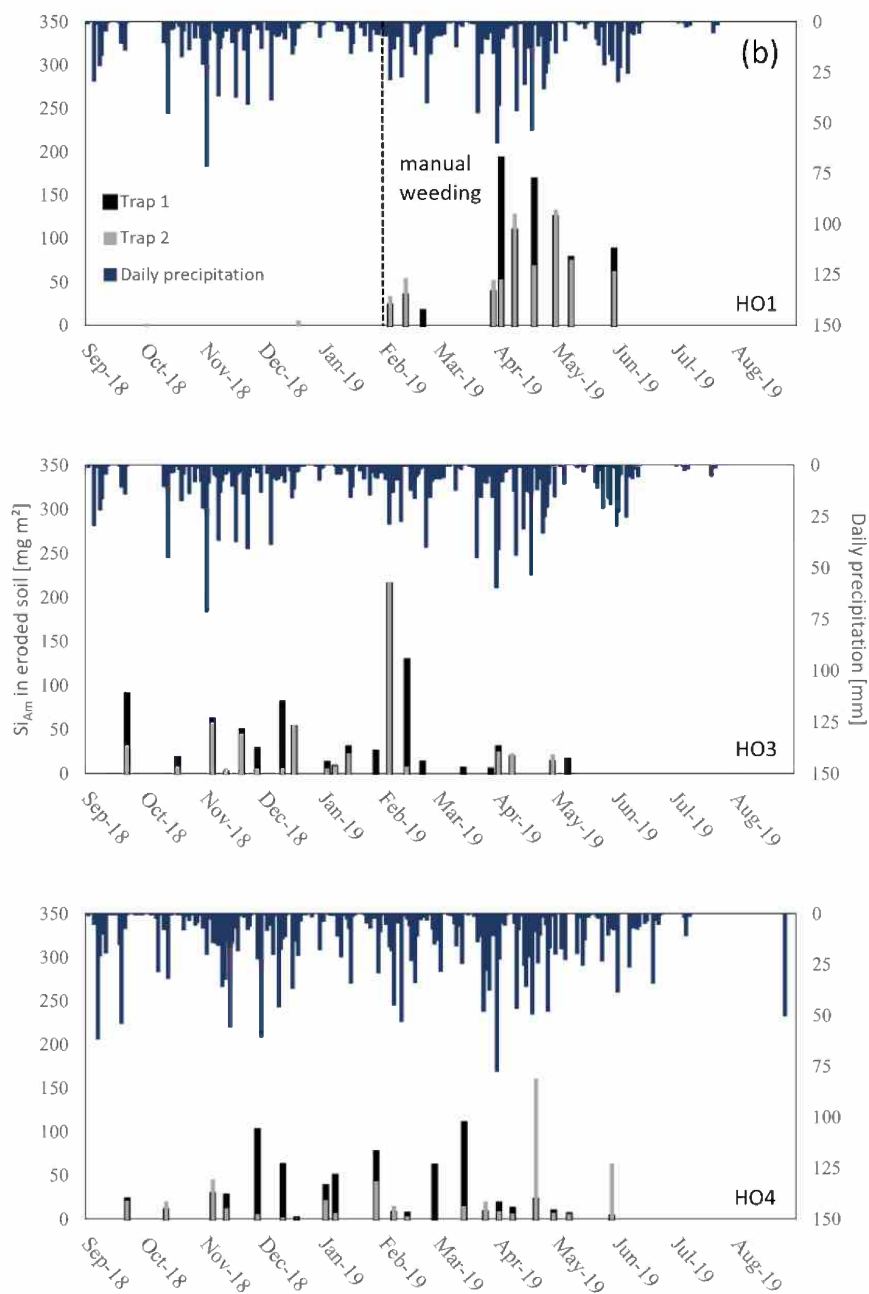 (b)
350
300
250
200
150
100
50
0
0
25
50
75
100
125
150
manual
weeding
Trap 1
Trap 2
Daily precipitation
HO1
Sep-18
Oct-18
Nov-18
Dec-18
Jan-19
Feb-19
Mar-19
Apr-19
May-19
Jun-19
Jul-19
Aug-19
Si_Am in eroded soil [mg m²]
Daily precipitation [mm]
350
300
250
200
150
100
50
0
0
25
50
75
100
125
150
HO3
Sep-18
Oct-18
Nov-18
Dec-18
Jan-19
Feb-19
Mar-19
Apr-19
May-19
Jun-19
Jul-19
Aug-19
350
300
250
200
150
100
50
0
0
25
50
75
100
125
150
HO4
Sep-18
Oct-18
Nov-18
Dec-18
Jan-19
Feb-19
Mar-19
Apr-19
May-19
Jun-19
Jul-19
Aug-19